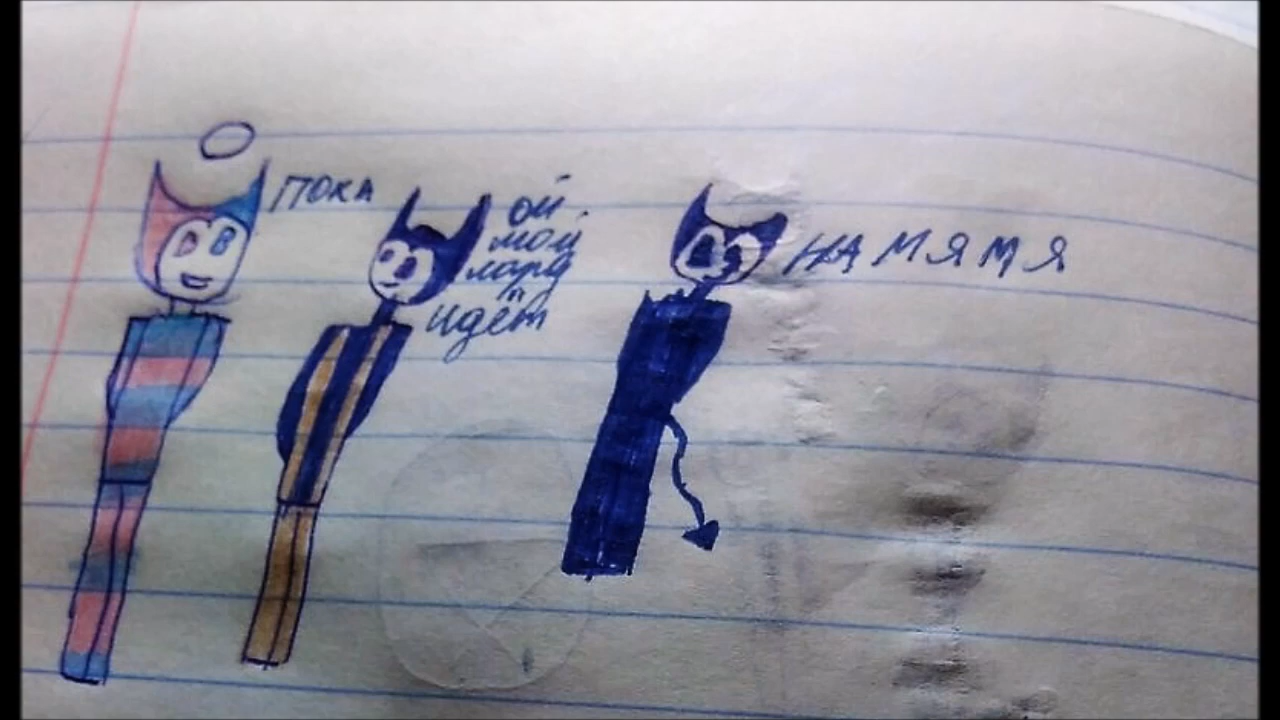 ПОКА
ой
мой
лорд
идёт
НАМЯМЯ